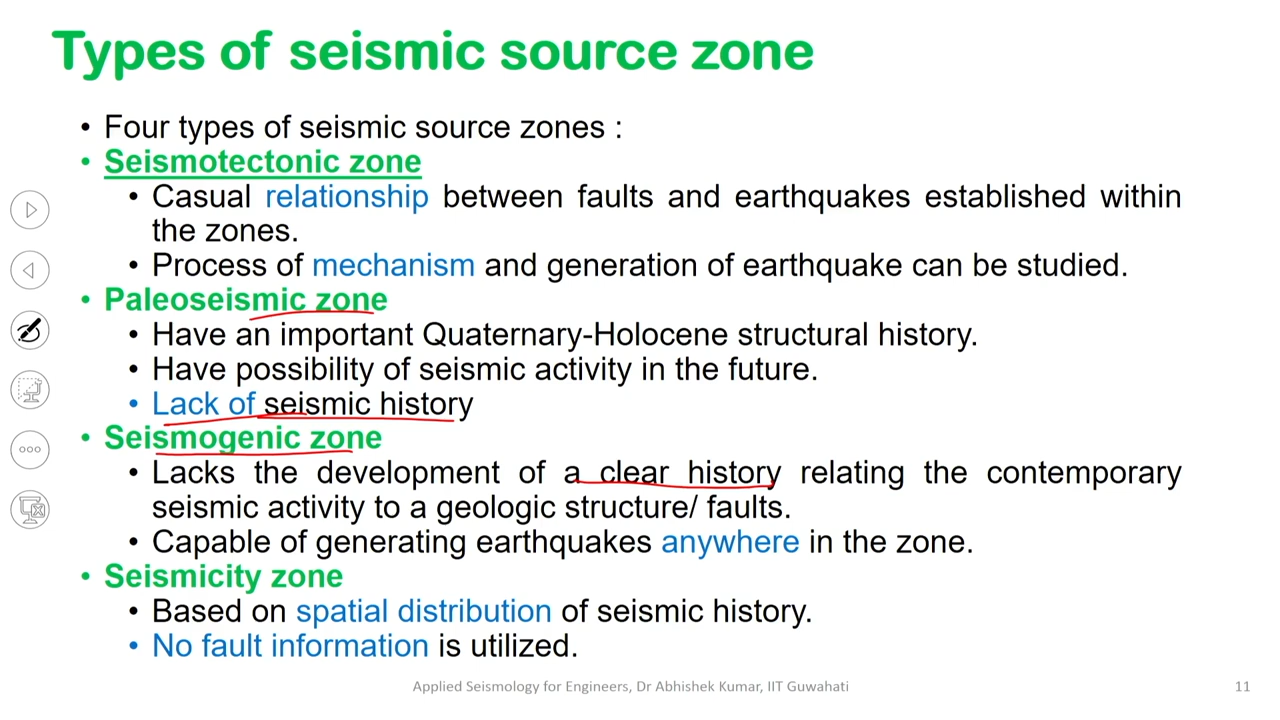 Types of seismic source zone
• Four types of seismic source zones :
• Seismotectonic zone
• Casual relationship between faults and earthquakes established within
the zones.
• Process of mechanism and generation of earthquake can be studied.
• Paleoseismic zone
• Have an important Quaternary-Holocene structural history.
• Have possibility of seismic activity in the future.
• Lack of seismic history
• Seismogenic zone
• Lacks the development of a clear history relating the contemporary
seismic activity to a geologic structure/ faults.
• Capable of generating earthquakes anywhere in the zone.
• Seismicity zone
• Based on spatial distribution of seismic history.
• No fault information is utilized.
Applied Seismology for Engineers, Dr Abhishek Kumar, IIT Guwahati 11